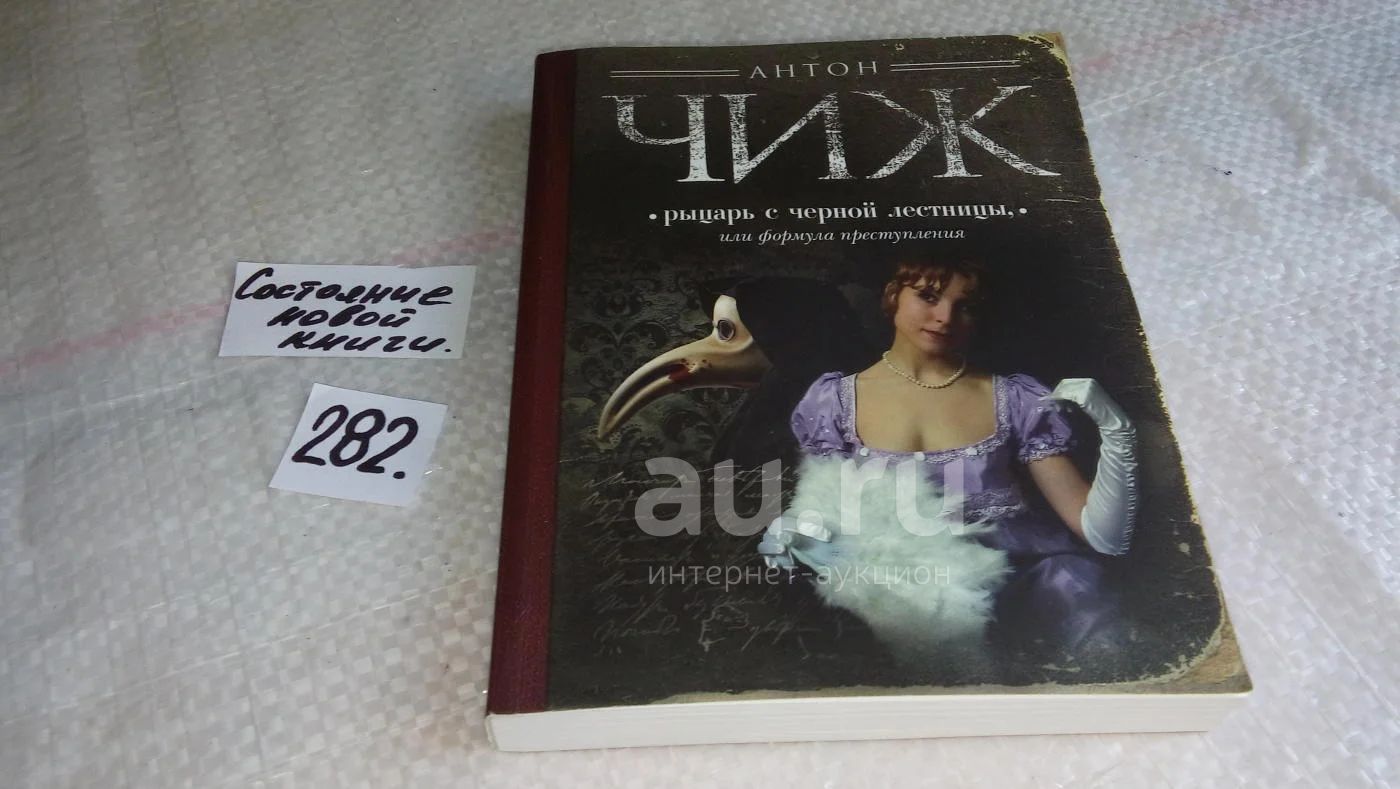 АНТОН
ЧИЖ
• рыцарь с черной лестницы, •
или формула преступления
Состояние
новой
книги.
282.
au.ru
интернет-аукцион